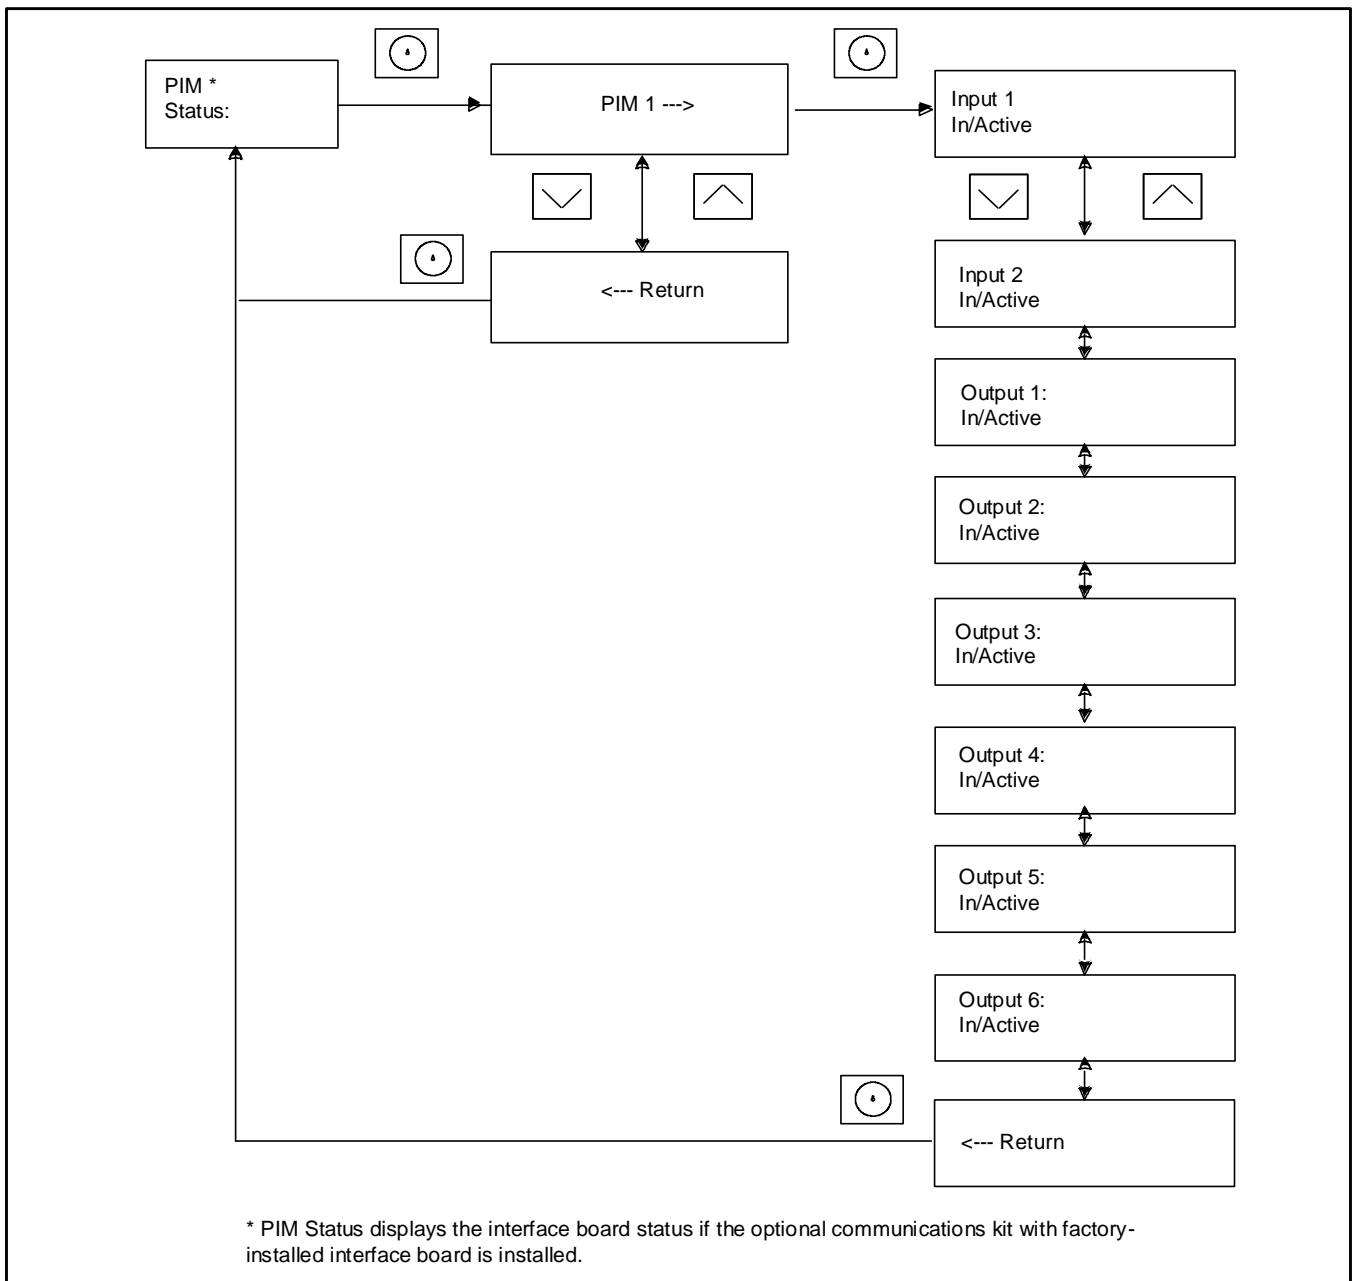 PIM *
Status:
PIM 1 --->
<--- Return
Input 1
In/Active
Input 2
In/Active
Output 1:
In/Active
Output 2:
In/Active
Output 3:
In/Active
Output 4:
In/Active
Output 5:
In/Active
Output 6:
In/Active
<--- Return
* PIM Status displays the interface board status if the optional communications kit with factory-
installed interface board is installed.